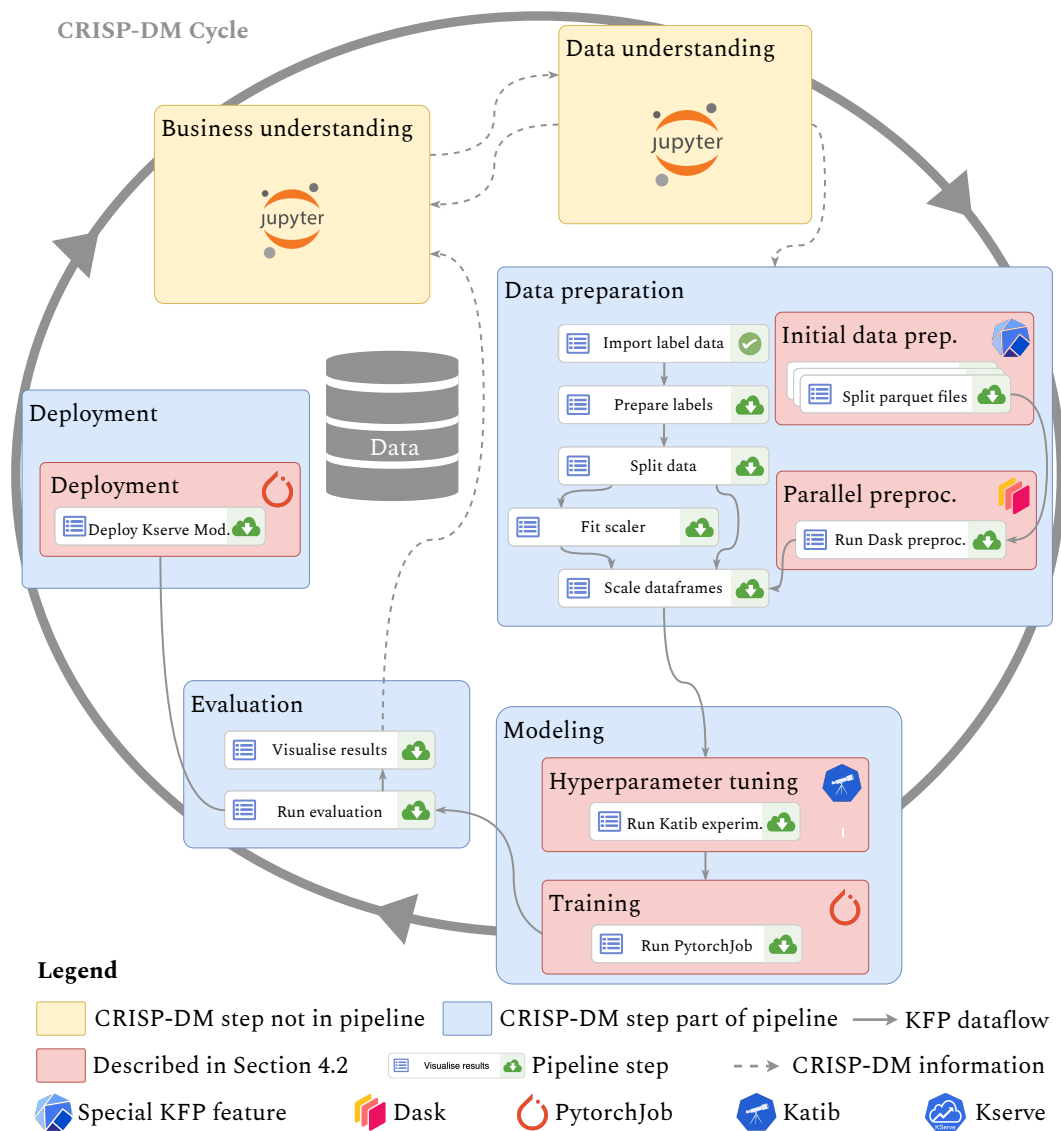 CRISP-DM Cycle
Data understanding
Jupyter
Business understanding
Jupyter
Data preparation
Import label data
Prepare labels
Split data
Fit scaler
Scale dataframes
Initial data prep.
Split parquet files
Parallel preproc.
Run Dask preproc.
Data
Deployment
Deployment
Deploy Kserve Mod.
Evaluation
Visualise results
Run evaluation
Modeling
Hyperparameter tuning
Run Katib experim.
Training
Run PytorchJob
Legend
CRISP-DM step not in pipeline
CRISP-DM step part of pipeline
KFP dataflow
Described in Section 4.2
Visualise results
Pipeline step
CRISP-DM information
Special KFP feature
Dask
PytorchJob
Katib
KServe
Kserve